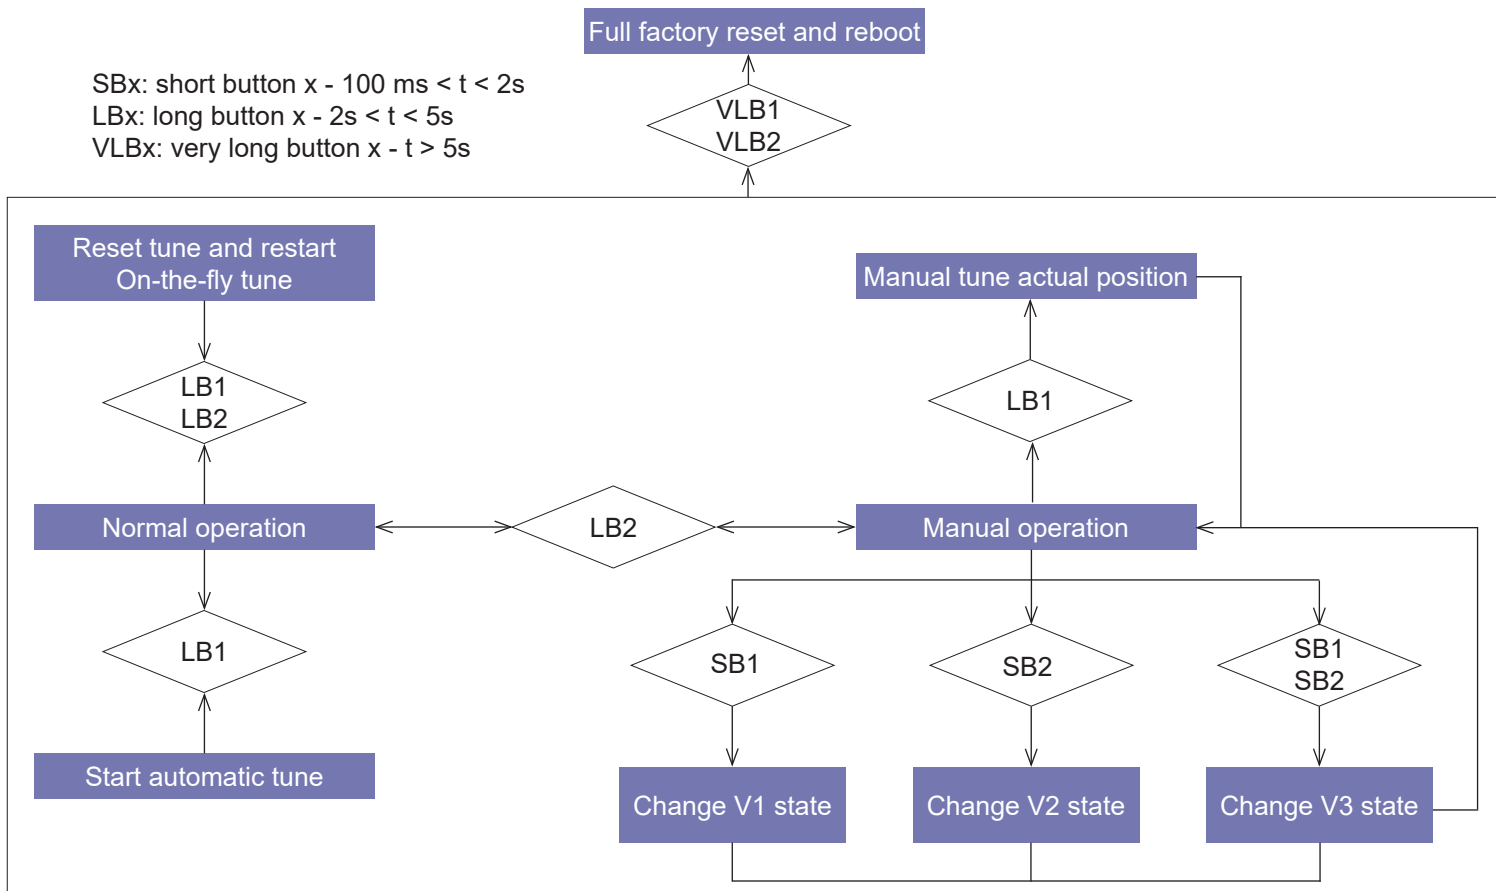 Full factory reset and reboot
SBx: short button x - 100 ms < t < 2s
LBx: long button x - 2s < t < 5s
VLBx: very long button x - t > 5s
VLB1
VLB2
Reset tune and restart
On-the-fly tune
Manual tune actual position
LB1
LB2
LB1
Normal operation
LB2
Manual operation
LB1
SB1
SB2
SB1
SB2
Start automatic tune
Change V1 state
Change V2 state
Change V3 state